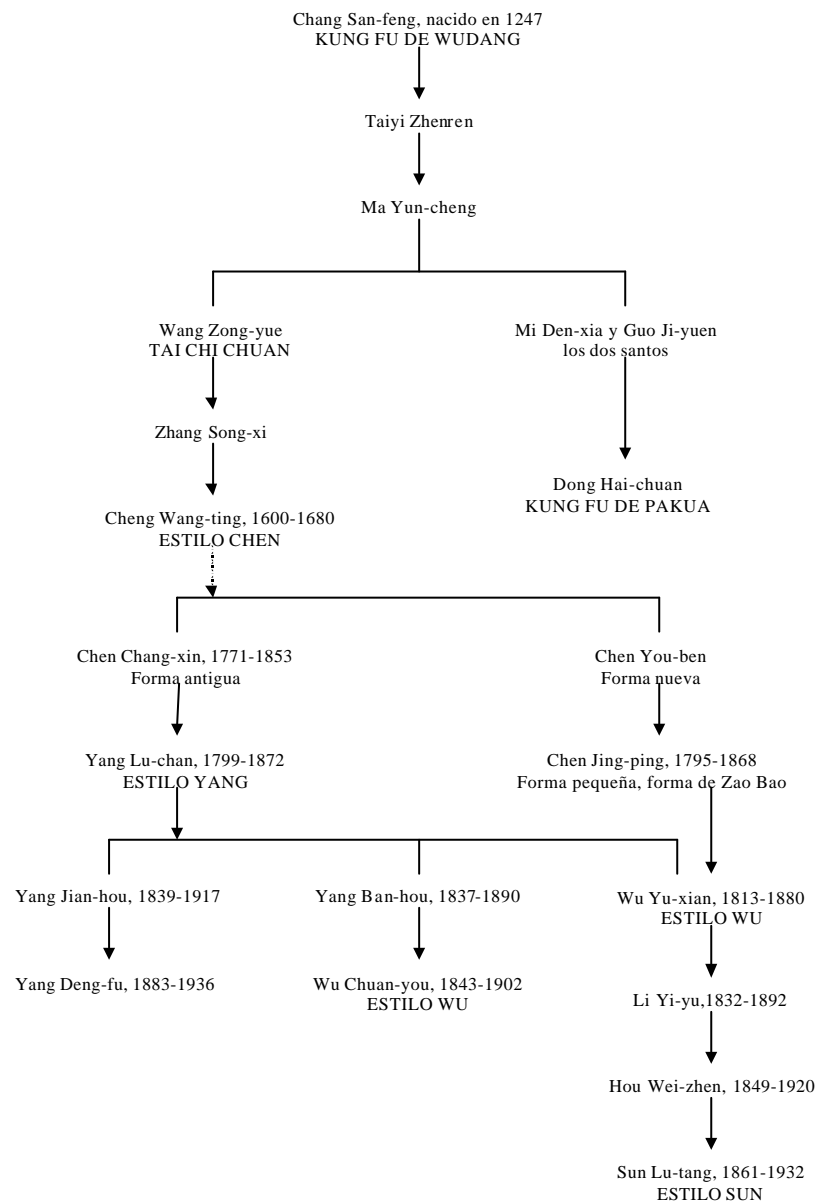 Chang San-feng, nacido en 1247
KUNG FU DE WUDANG
Taiyi Zhenren
Ma Yun-cheng
Wang Zong-yue
TAI CHI CHUAN
Mi Den-xia y Guo Ji-yuen
los dos santos
Zhang Song-xi
Dong Hai-chuan
KUNG FU DE PAKUA
Cheng Wang-ting, 1600-1680
ESTILO CHEN
Chen Chang-xin, 1771-1853
Forma antigua
Chen You-ben
Forma nueva
Yang Lu-chan, 1799-1872
ESTILO YANG
Chen Jing-ping, 1795-1868
Forma pequeña, forma de Zao Bao
Yang Jian-hou, 1839-1917
Yang Ban-hou, 1837-1890
Wu Yu-xian, 1813-1880
ESTILO WU
Yang Deng-fu, 1883-1936
Wu Chuan-you, 1843-1902
ESTILO WU
Li Yi-yu,1832-1892
Hou Wei-zhen, 1849-1920
Sun Lu-tang, 1861-1932
ESTILO SUN